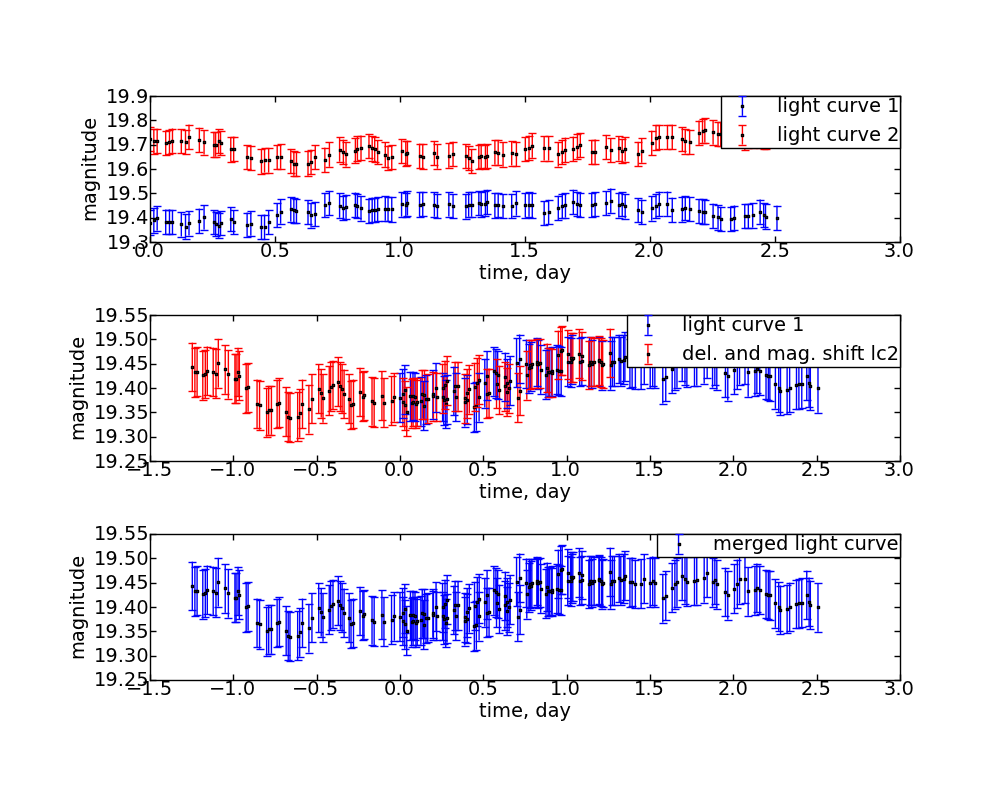 19.9
19.8
19.7
19.6
19.5
19.4
19.3
magnitude
light curve 1
light curve 2
0.0 0.5 1.0 1.5 2.0 2.5 3.0
time, day
19.55
19.50
19.45
19.40
19.35
19.30
19.25
magnitude
light curve 1
del. and mag. shift lc2
−1.5 −1.0 −0.5 0.0 0.5 1.0 1.5 2.0 2.5 3.0
time, day
19.55
19.50
19.45
19.40
19.35
19.30
19.25
magnitude
merged light curve
−1.5 −1.0 −0.5 0.0 0.5 1.0 1.5 2.0 2.5 3.0
time, day